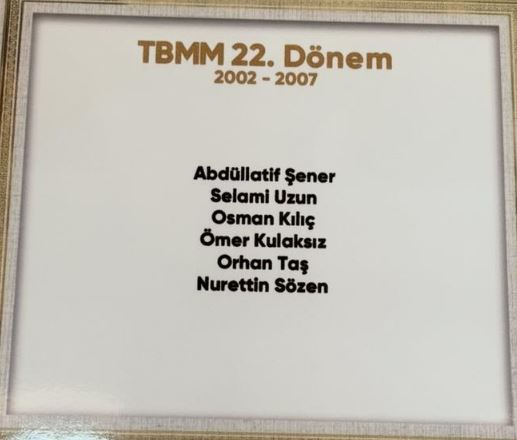 TBMM 22. Dönem
2002 - 2007
Abdüllatif Şener
Selami Uzun
Osman Kılıç
Ömer Kulaksız
Orhan Taş
Nurettin Sözen